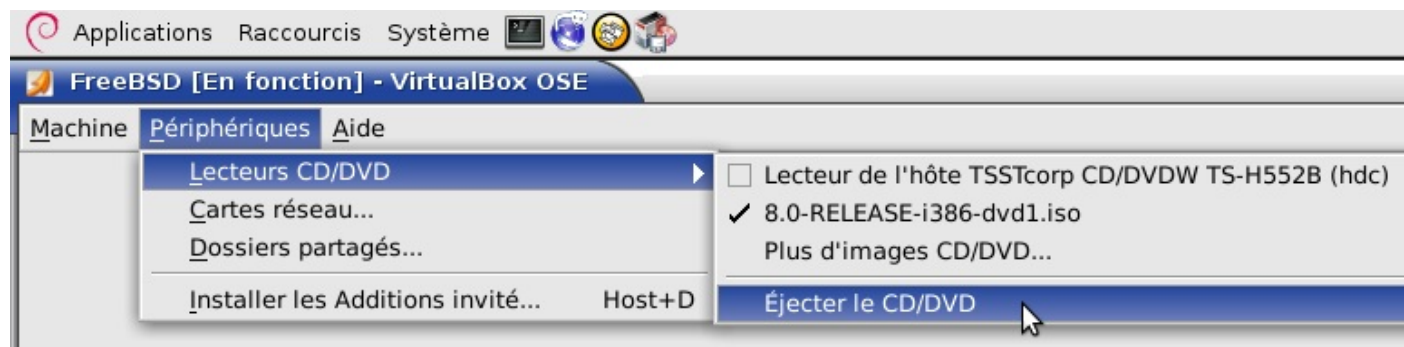 Applications Raccourcis Système
FreeBSD [En fonction] - VirtualBox OSE
Machine Périphériques Aide
Lecteurs CD/DVD
Cartes réseau...
Dossiers partagés...
Installer les Additions invité... Host+D
Lecteur de l'hôte TSSTcorp CD/DVDW TS-H552B (hdc)
8.0-RELEASE-i386-dvd1.iso
Plus d'images CD/DVD...
Éjecter le CD/DVD